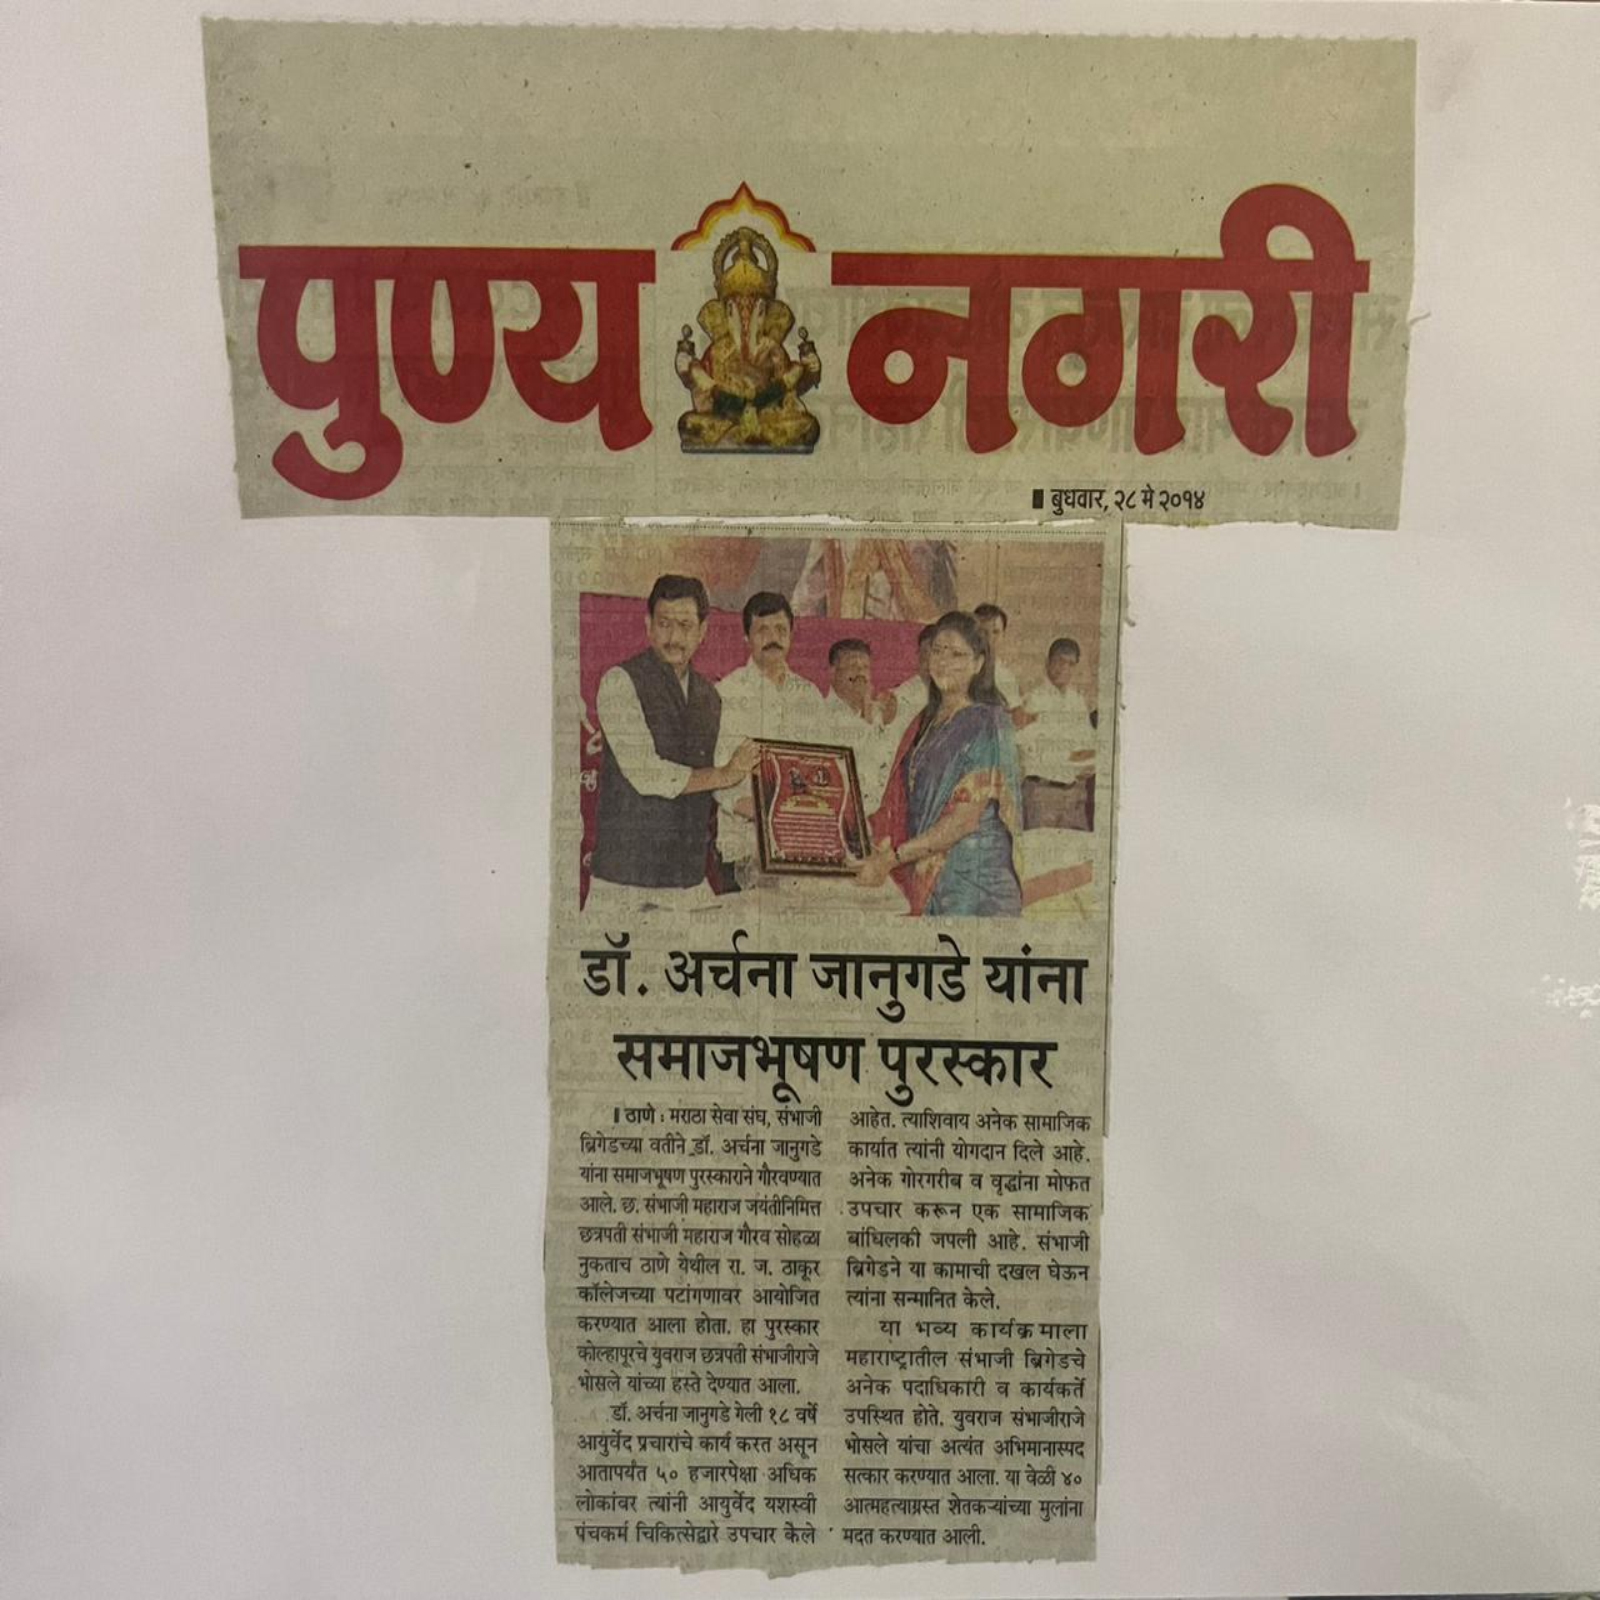 पुण्य नगरी
बुधवार, २८ मे २०१४
डॉ. अर्चना जानुगडे यांना
समाजभूषण पुरस्कार
ठाणे : मराठा सेवा संघ, संभाजी
ब्रिगेडच्या वतीने डॉ. अर्चना जानुगडे
यांना समाजभूषण पुरस्काराने गौरवण्यात
आले. छ. संभाजी महाराज जयंतीनिमित्त
छत्रपती संभाजी महाराज गौरव सोहळा
नुकताच ठाणे येथील रा. ज. ठाकूर
कॉलेजच्या पटांगणावर आयोजित
करण्यात आला होता. हा पुरस्कार
कोल्हापूरचे युवराज छत्रपती संभाजीराजे
भोसले यांच्या हस्ते देण्यात आला.
डॉ. अर्चना जानुगडे गेली १८ वर्षे
आयुर्वेद प्रचाराचे कार्य करत असून
आतापर्यंत ५० हजारपेक्षा अधिक
लोकांवर त्यांनी आयुर्वेद यशस्वी
पंचकर्म चिकित्सेद्वारे उपचार केले
आहेत. त्याशिवाय अनेक सामाजिक
कार्यात त्यांनी योगदान दिले आहे.
अनेक गोरगरीब व वृद्धांना मोफत
उपचार करून एक सामाजिक
बांधिलकी जपली आहे. संभाजी
ब्रिगेडने या कामाची दखल घेऊन
त्यांना सन्मानित केले.
या भव्य कार्यक्रमाला
महाराष्ट्रातील संभाजी ब्रिगेडचे
अनेक पदाधिकारी व कार्यकर्ते
उपस्थित होते. युवराज संभाजीराजे
भोसले यांचा अत्यंत अभिमानास्पद
सत्कार करण्यात आला. या वेळी ४०
आत्महत्याग्रस्त शेतकऱ्यांच्या मुलांना
मदत करण्यात आली.